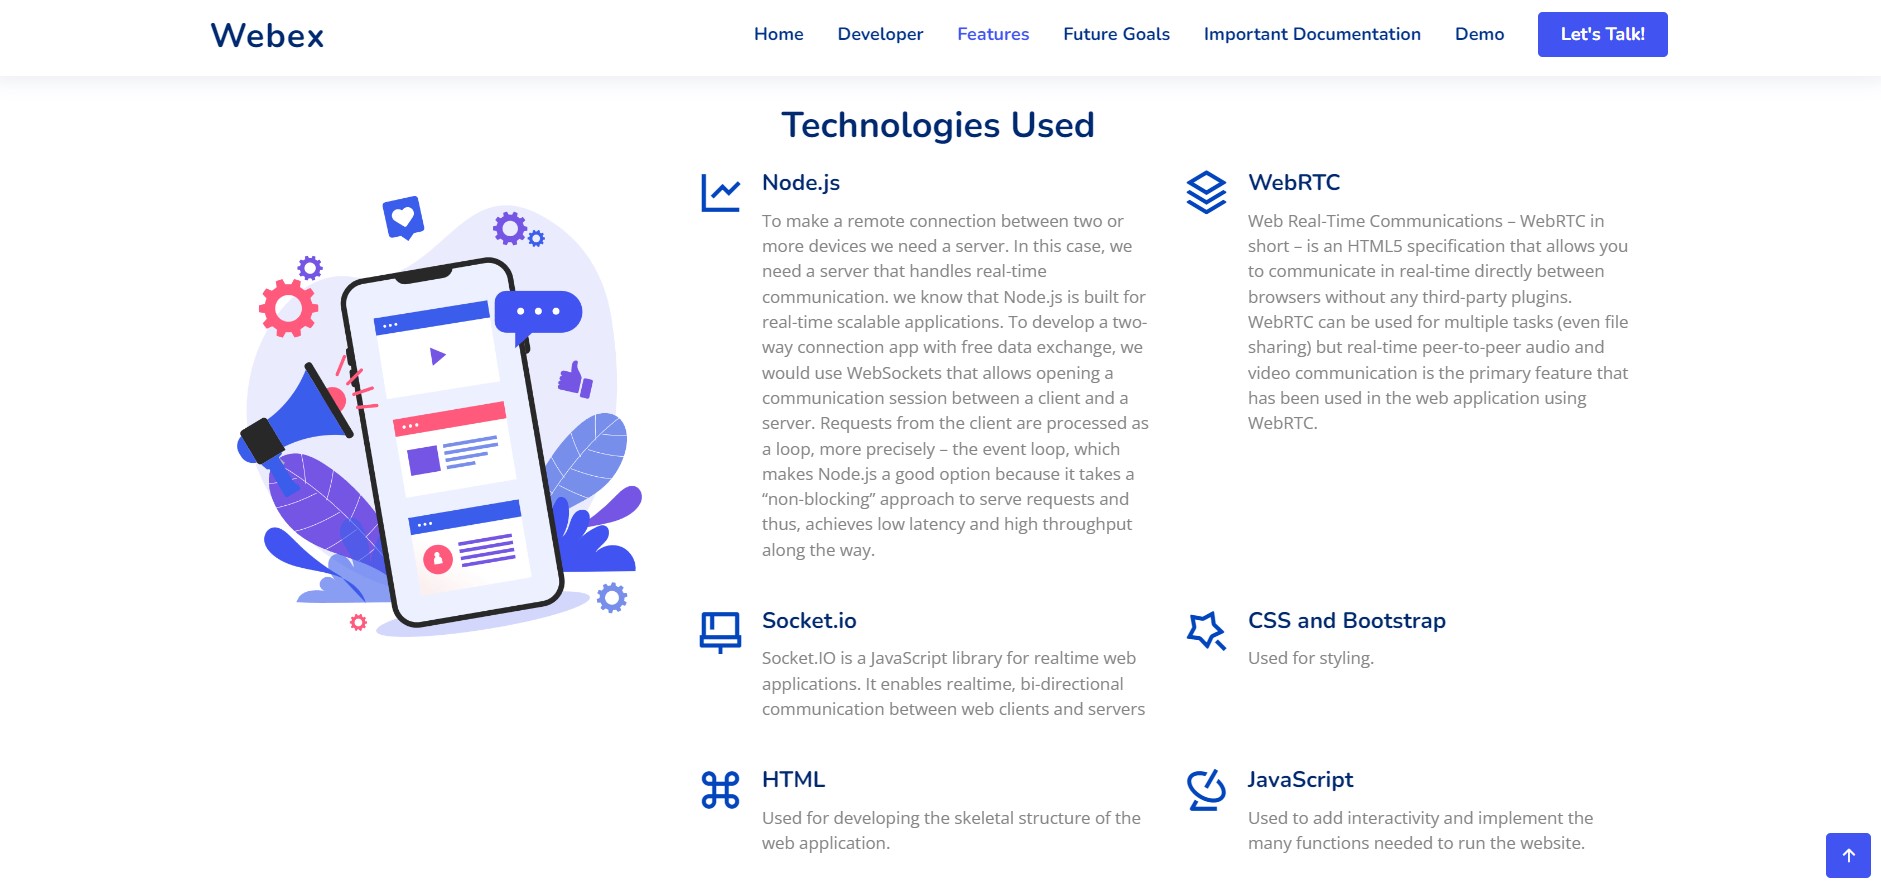 Webex
Home Developer Features Future Goals Important Documentation Demo Let's Talk!
Technologies Used
Node.js
To make a remote connection between two or
more devices we need a server. In this case, we
need a server that handles real-time
communication. we know that Node.js is built for
real-time scalable applications. To develop a two-
way connection app with free data exchange, we
would use WebSockets that allows opening a
communication session between a client and a
server. Requests from the client are processed as
a loop, more precisely – the event loop, which
makes Node.js a good option because it takes a
“non-blocking” approach to serve requests and
thus, achieves low latency and high throughput
along the way.
WebRTC
Web Real-Time Communications – WebRTC in
short – is an HTML5 specification that allows you
to communicate in real-time directly between
browsers without any third-party plugins.
WebRTC can be used for multiple tasks (even file
sharing) but real-time peer-to-peer audio and
video communication is the primary feature that
has been used in the web application using
WebRTC.
Socket.io
Socket.IO is a JavaScript library for realtime web
applications. It enables realtime, bi-directional
communication between web clients and servers
CSS and Bootstrap
Used for styling.
HTML
Used for developing the skeletal structure of the
web application.
JavaScript
Used to add interactivity and implement the
many functions needed to run the website.